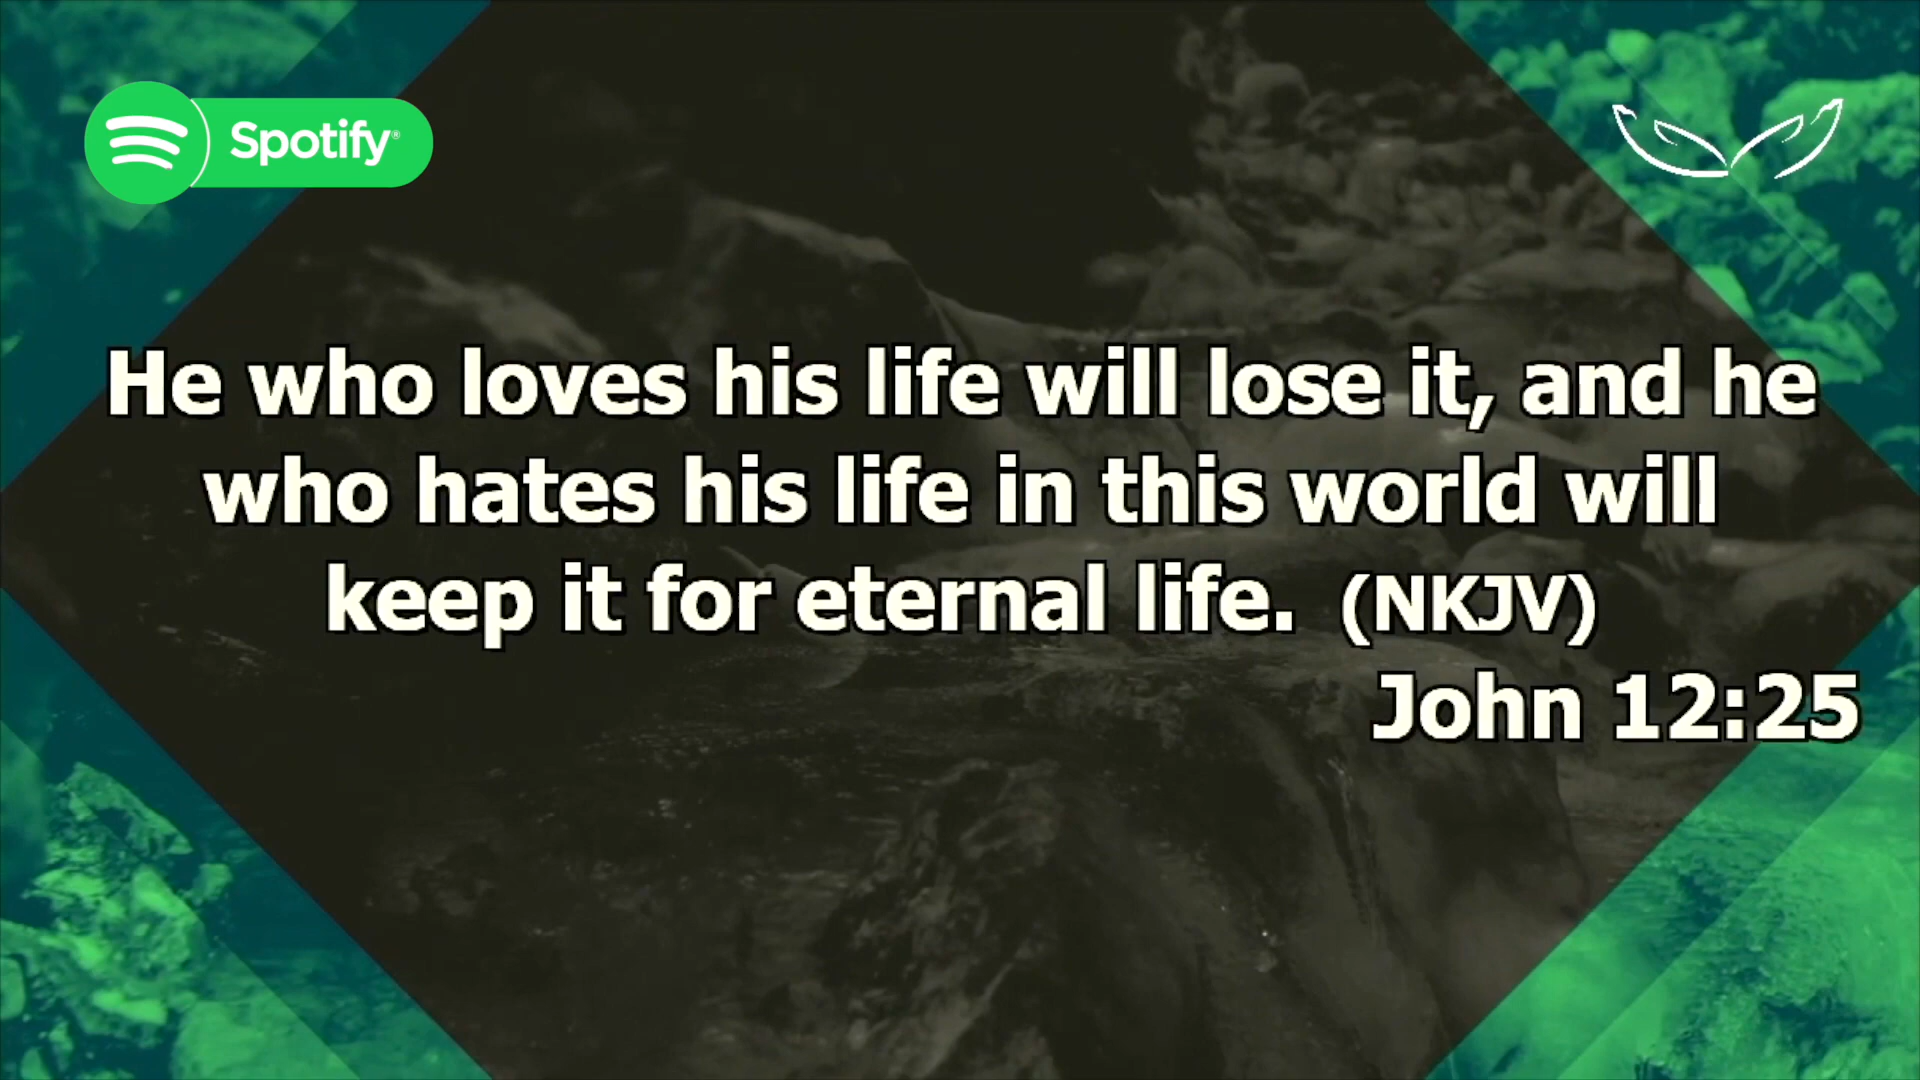 Spotify®
He who loves his life will lose it, and he
who hates his life in this world will
keep it for eternal life. (NKJV)
John 12:25